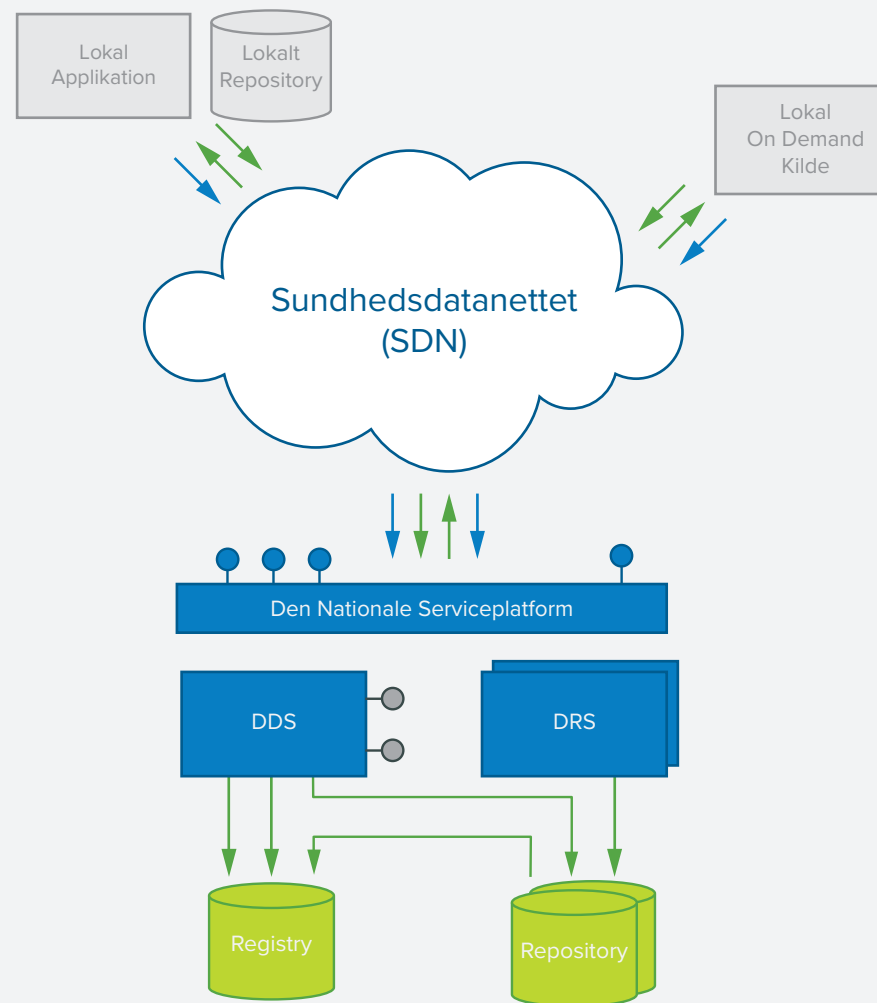 Lokal
Applikation
Lokalt
Repository
Lokal
On Demand
Kilde
Sundhedsdatanettet
(SDN)
Den Nationale Serviceplatform
DDS
DRS
Registry
Repository